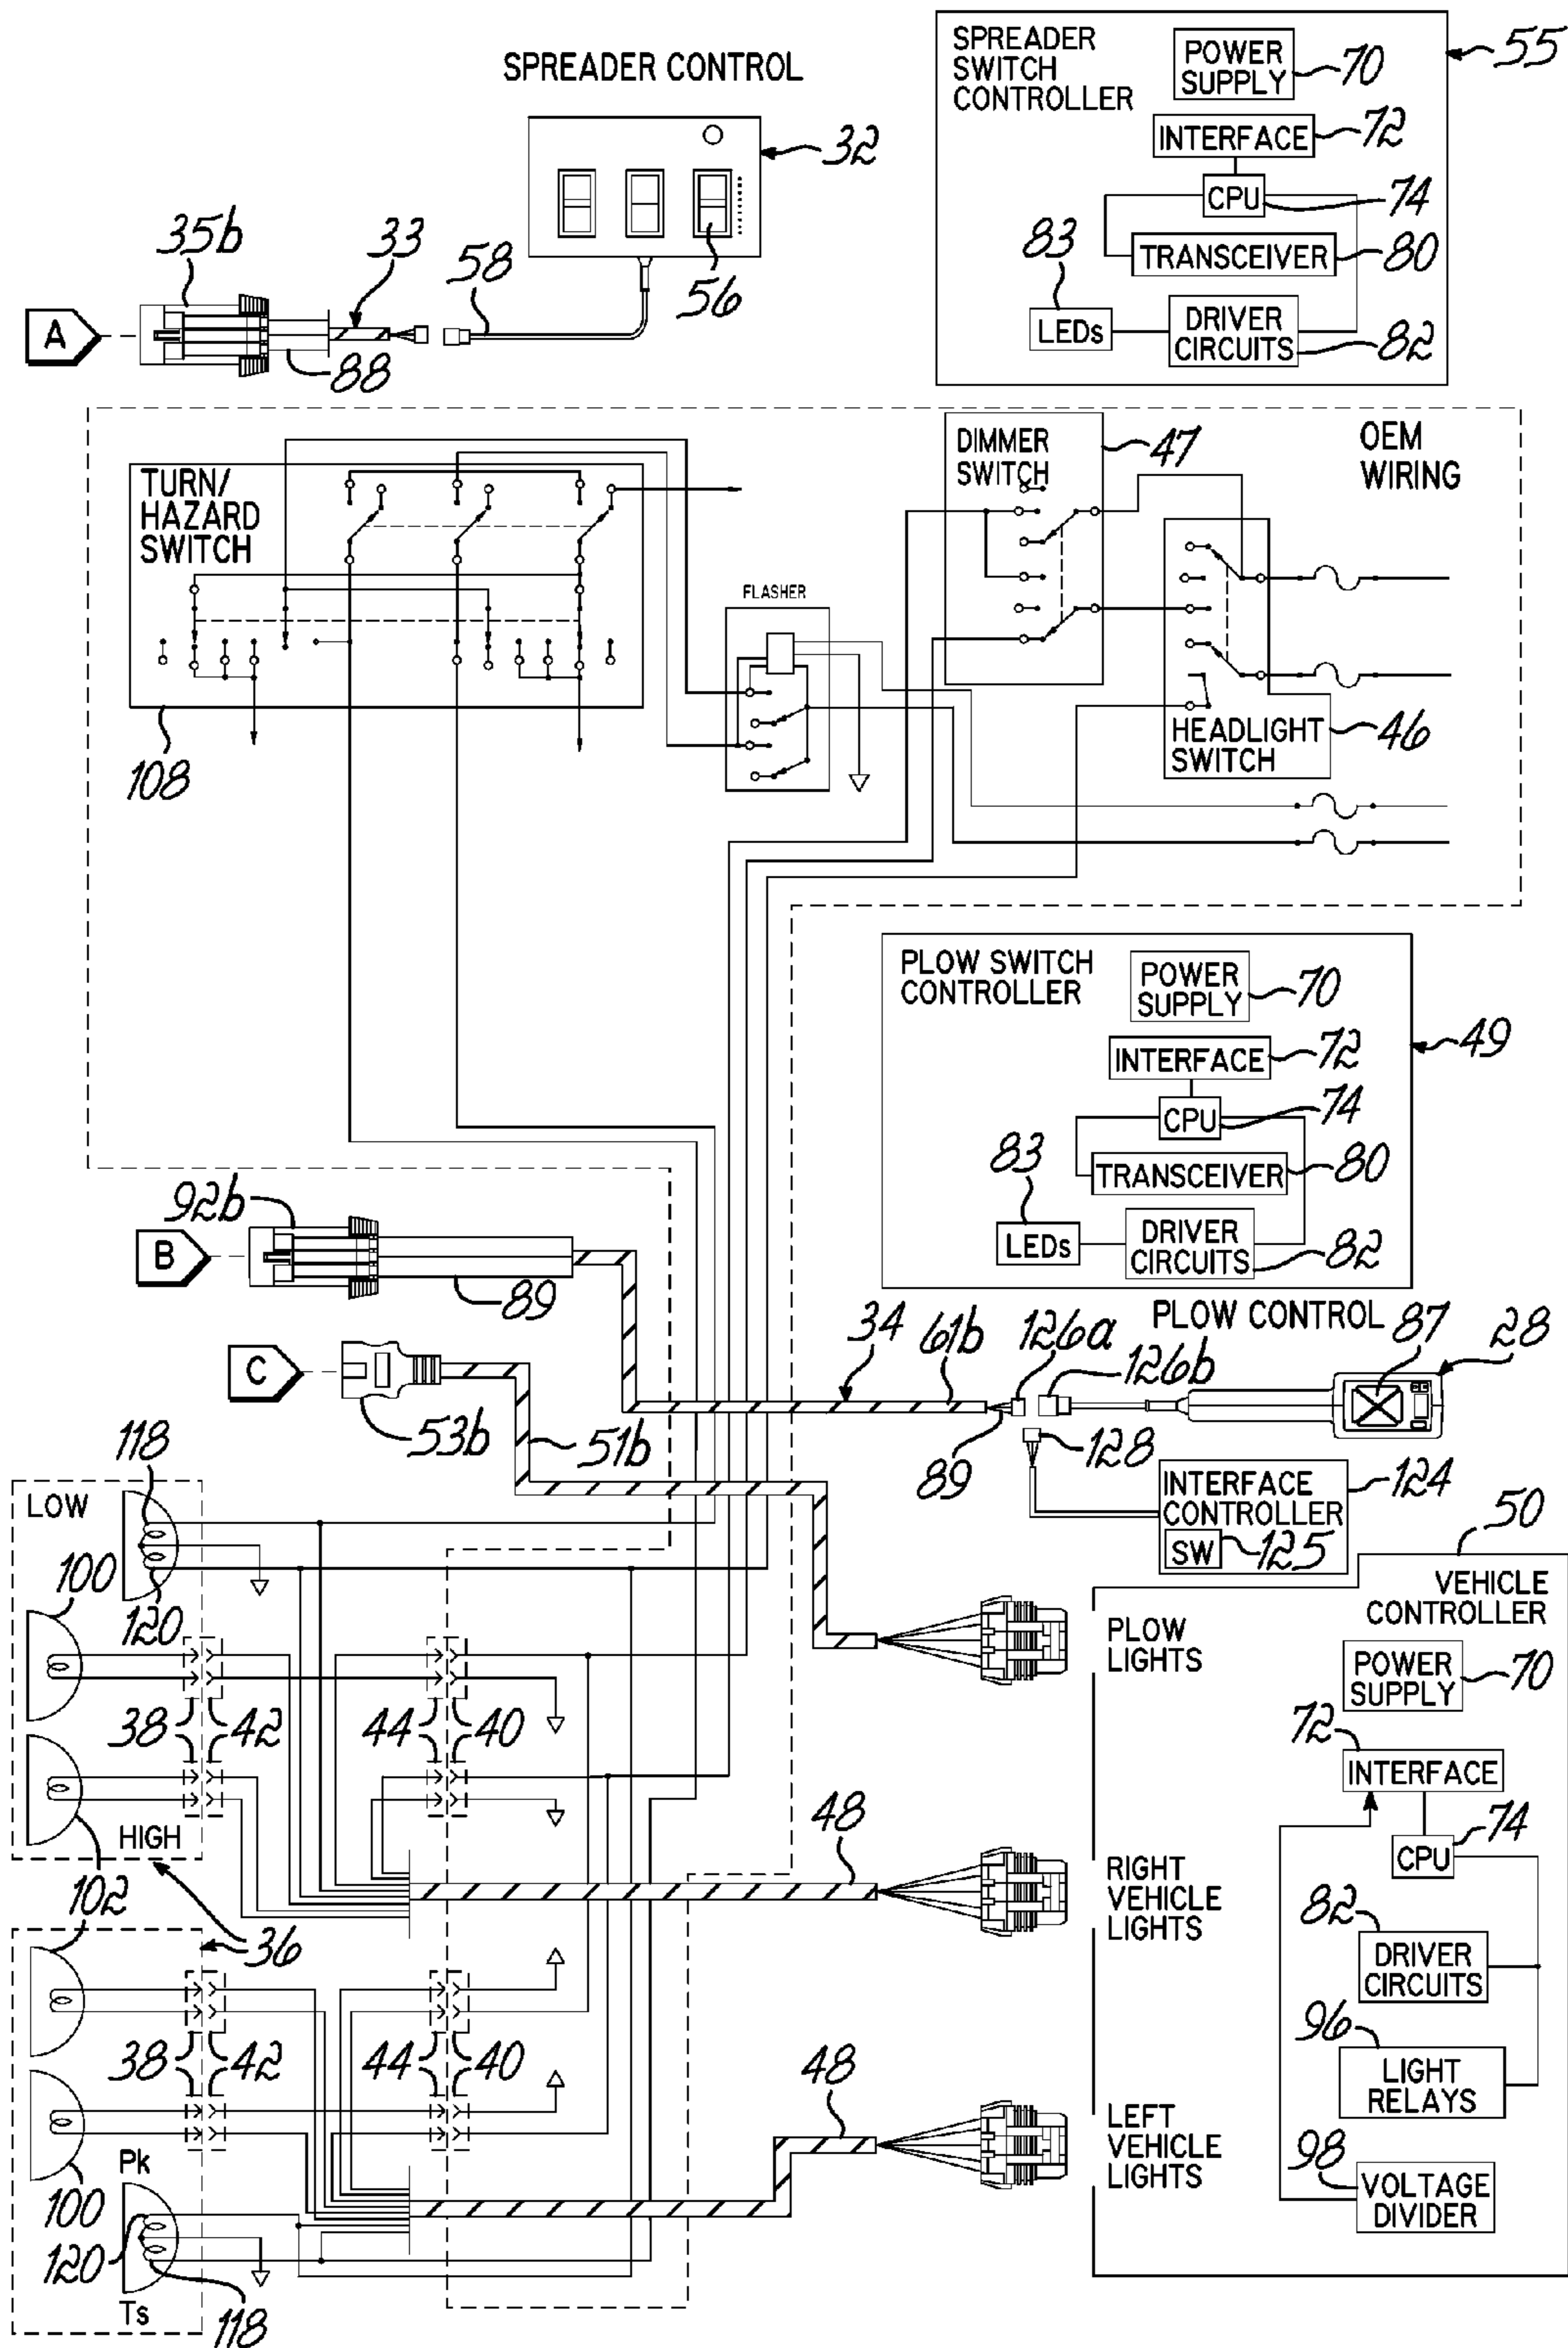 SPREADER CONTROL
32
56
58
33
35b
88
A
SPREADER
SWITCH
CONTROLLER
55
POWER
SUPPLY
70
INTERFACE
72
CPU
74
TRANSCEIVER
80
83
LEDs
DRIVER
CIRCUITS
82
OEM
WIRING
TURN/
HAZARD
SWITCH
108
FLASHER
DIMMER
SWITCH
47
HEADLIGHT
SWITCH
46
PLOW SWITCH
CONTROLLER
49
POWER
SUPPLY
70
INTERFACE
72
CPU
74
TRANSCEIVER
80
83
LEDs
DRIVER
CIRCUITS
82
92b
B
89
C
53b
51b
34
61b
126a
126b
PLOW CONTROL
87
28
89
128
INTERFACE
CONTROLLER
124
SW
125
50
118
LOW
100
120
38
42
44
40
HIGH
102
36
PLOW
LIGHTS
48
RIGHT
VEHICLE
LIGHTS
38
42
44
40
48
LEFT
VEHICLE
LIGHTS
100
Pk
120
Ts
118
VEHICLE
CONTROLLER
POWER
SUPPLY
70
72
INTERFACE
74
CPU
82
DRIVER
CIRCUITS
96
LIGHT
RELAYS
98
VOLTAGE
DIVIDER